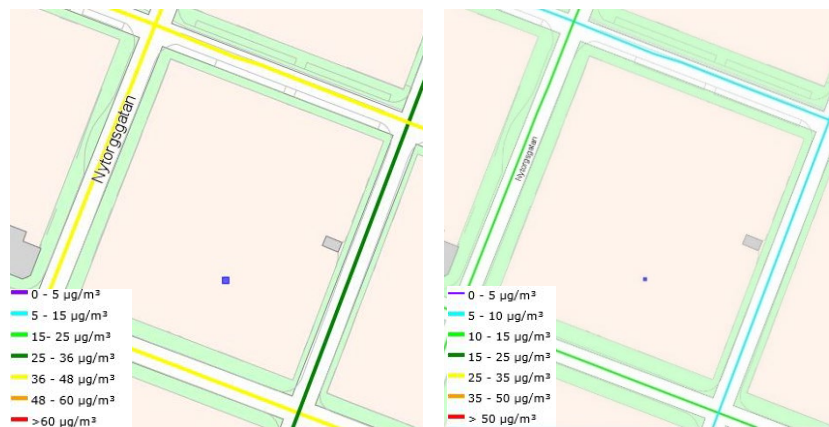 Nytorgsgatan
0 - 5 µg/m³
5 - 15 µg/m³
15- 25 µg/m³
25 - 36 µg/m³
36 - 48 µg/m³
48 - 60 µg/m³
>60 µg/m³
Nytorgsgatan
0 - 5 µg/m³
5 - 10 µg/m³
10 - 15 µg/m³
15 - 25 µg/m³
25 - 35 µg/m³
35 - 50 µg/m³
> 50 µg/m³